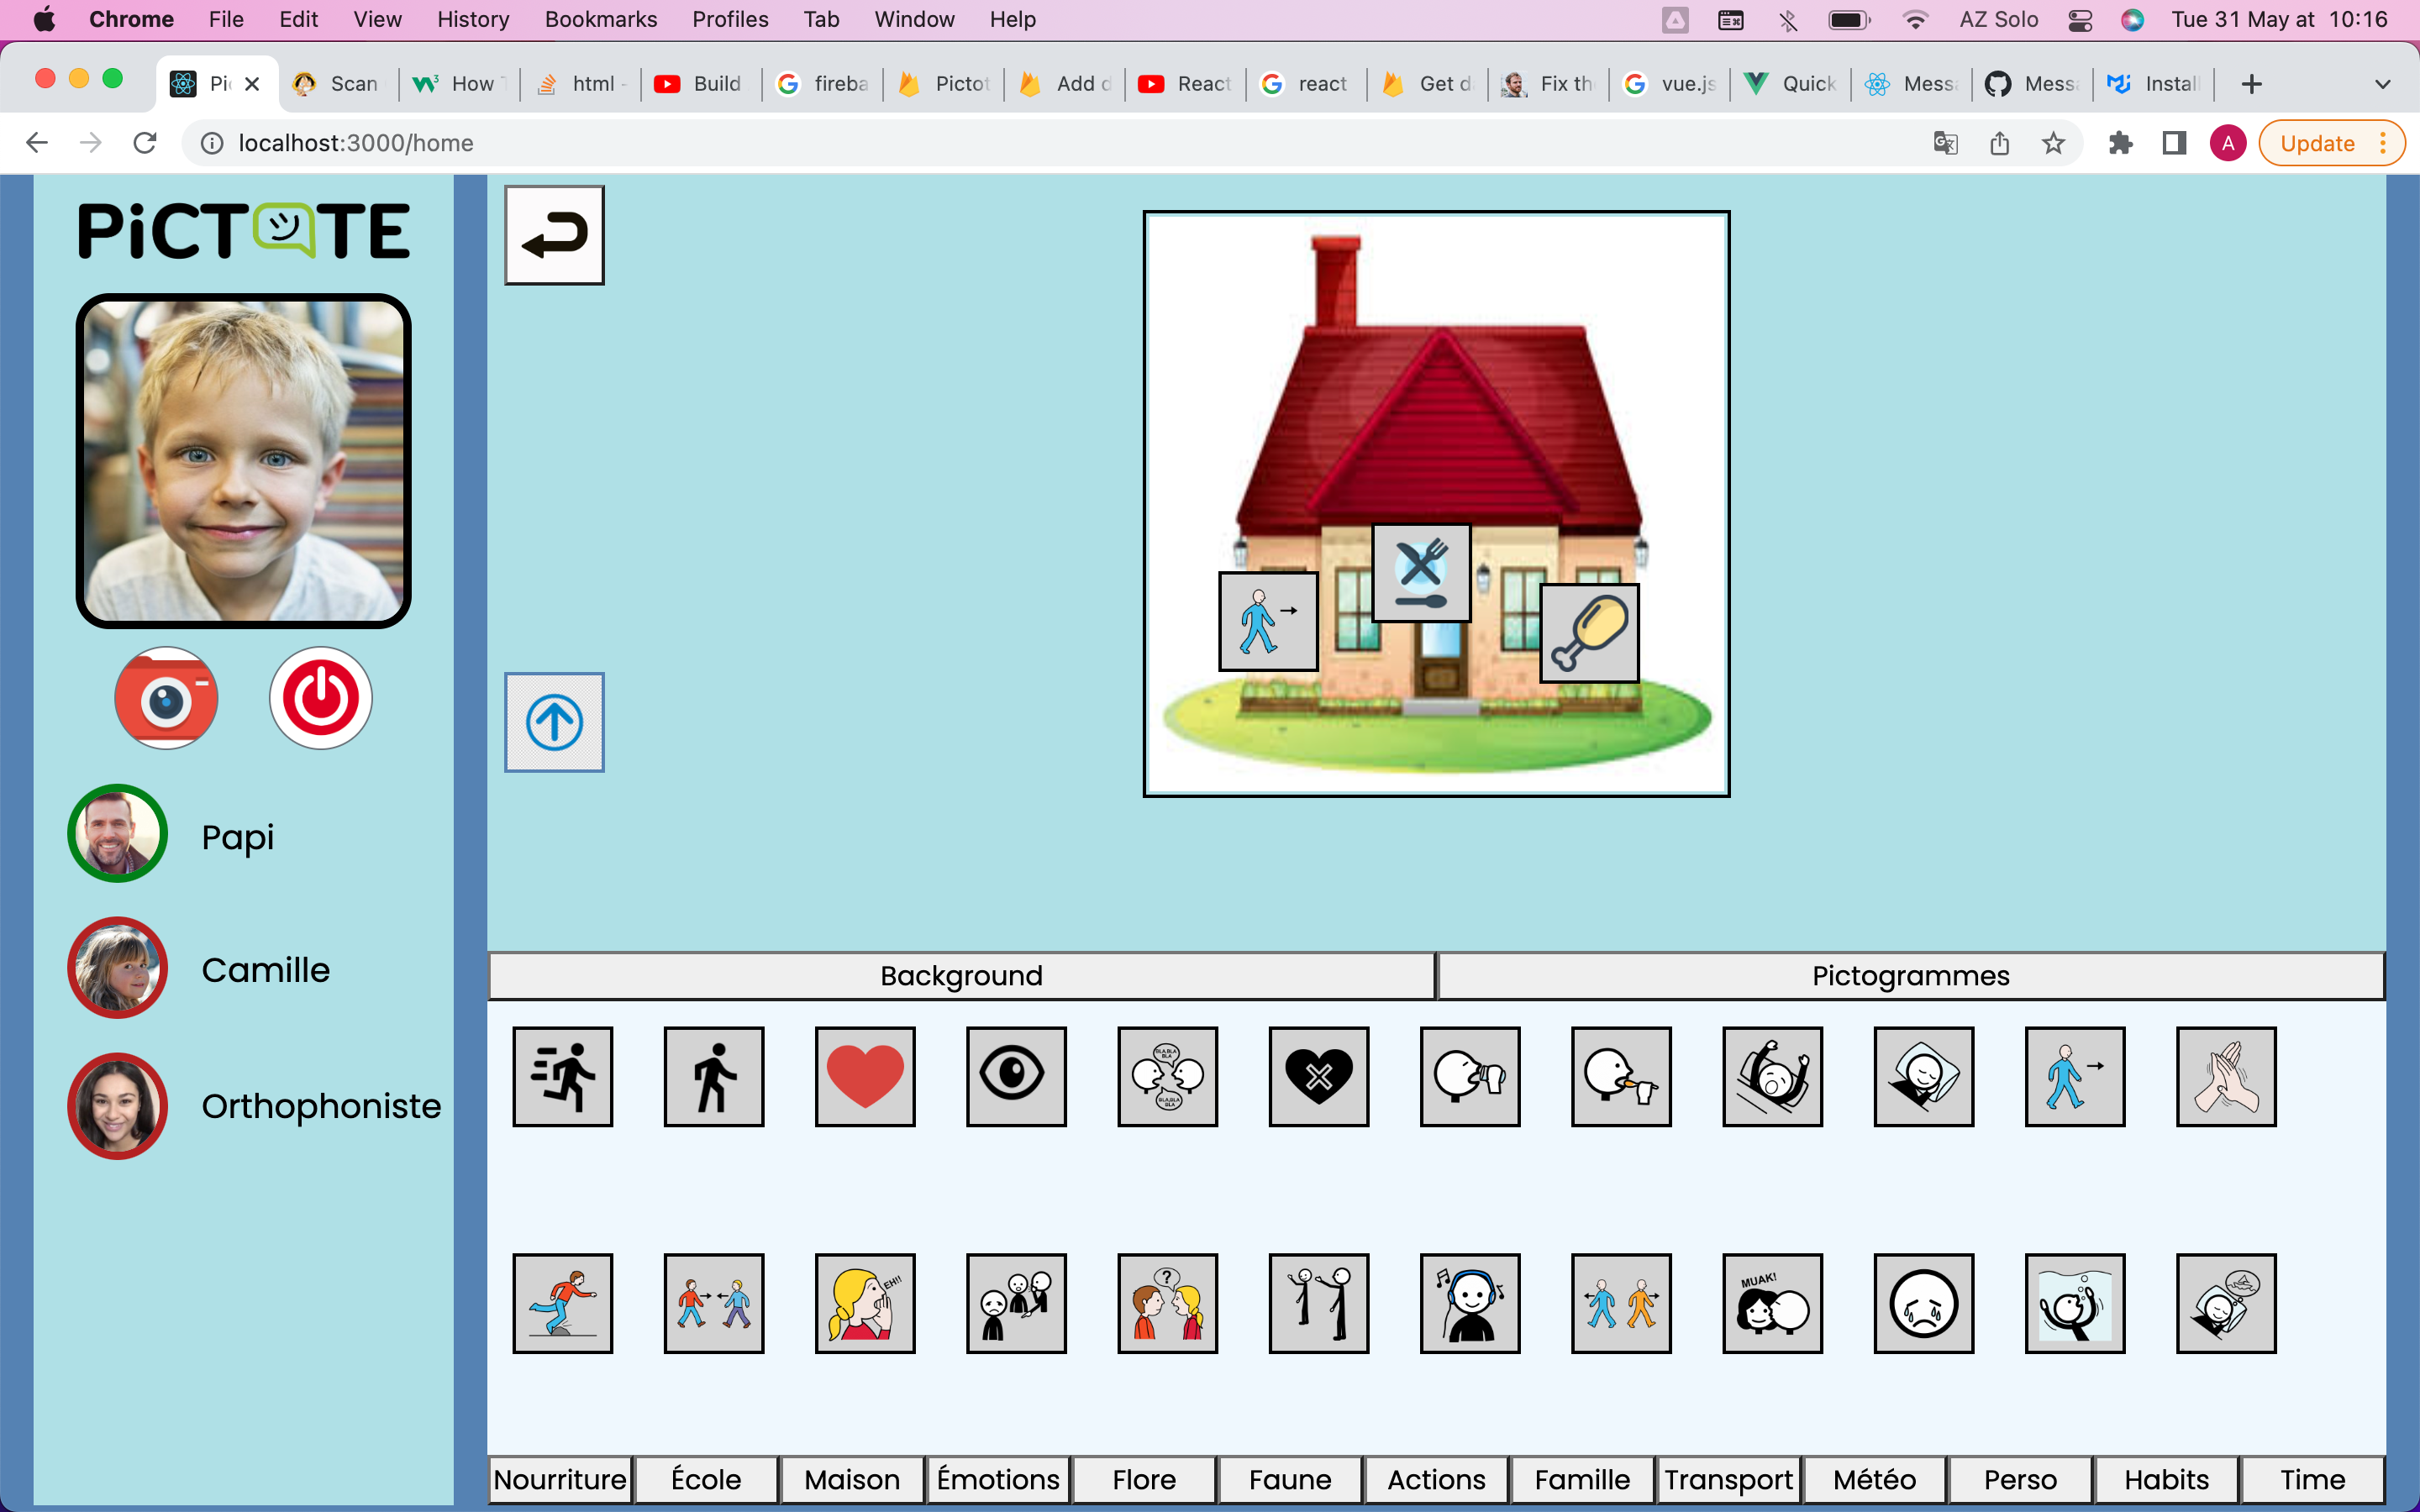 Chrome File Edit View History Bookmarks Profiles Tab Window Help AZ Solo Tue 31 May at 10:16
Pi Scan How html - Build fireba Pictot Add d React react Get d Fix th vue.js Quick Mess Mess Install
localhost:3000/home Update
PiCTOTE
Papi
Camille
Orthophoniste
Background Pictogrammes
BLA BLA BLA
BLA BLA BLA
EH!!
?
MUAK!
Nourriture École Maison Émotions Flore Faune Actions Famille Transport Météo Perso Habits Time